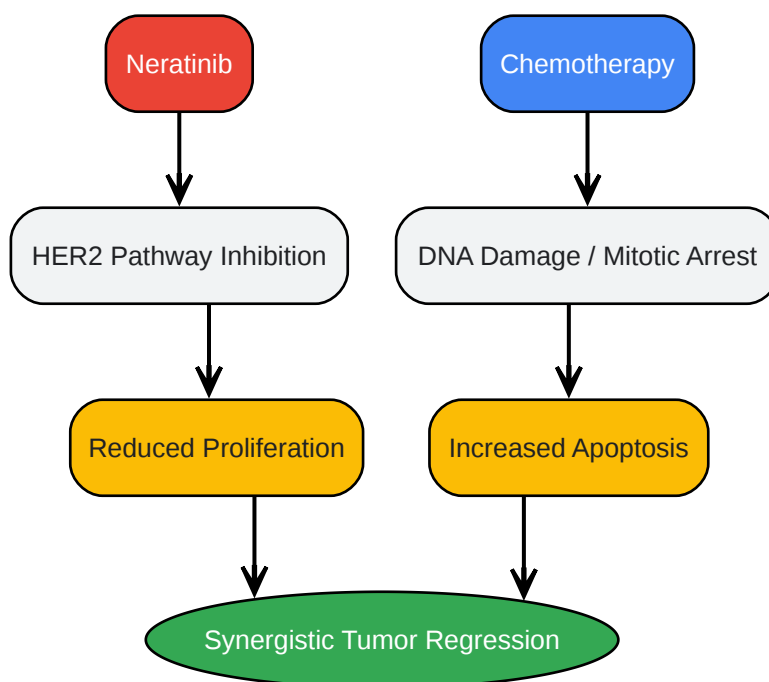 Neratinib
Chemotherapy
HER2 Pathway Inhibition
DNA Damage / Mitotic Arrest
Reduced Proliferation
Increased Apoptosis
Synergistic Tumor Regression